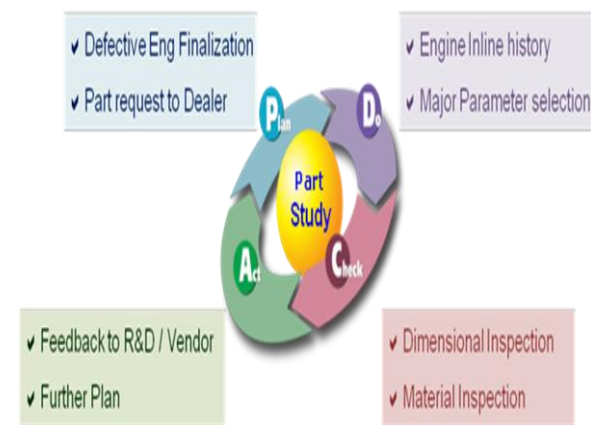 ✓ Defective Eng Finalization
✓ Part request to Dealer
✓ Engine Inline history
✓ Major Parameter selection
Plan
Do
Part
Study
Act
Check
✓ Feedback to R&D / Vendor
✓ Further Plan
✓ Dimensional Inspection
✓ Material Inspection